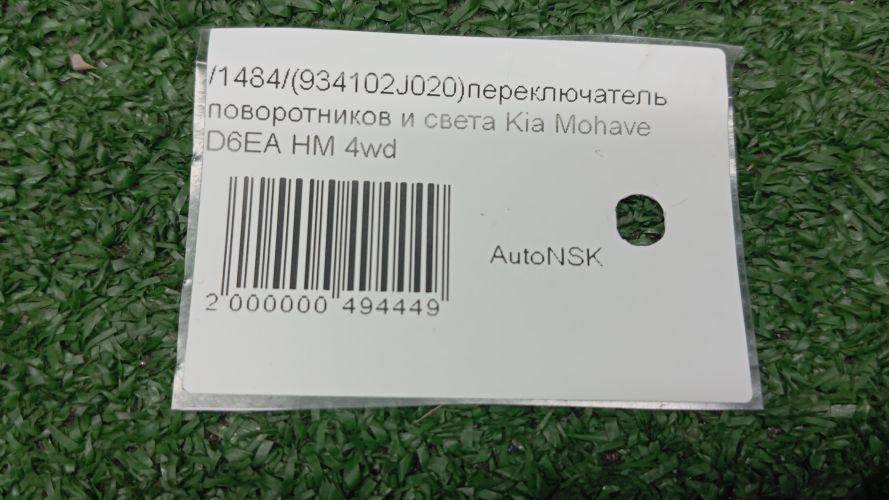 /1484/(934102J020)переключатель
поворотников и света Kia Mohave
D6EA HM 4wd
AutoNSK
2 000000 494449